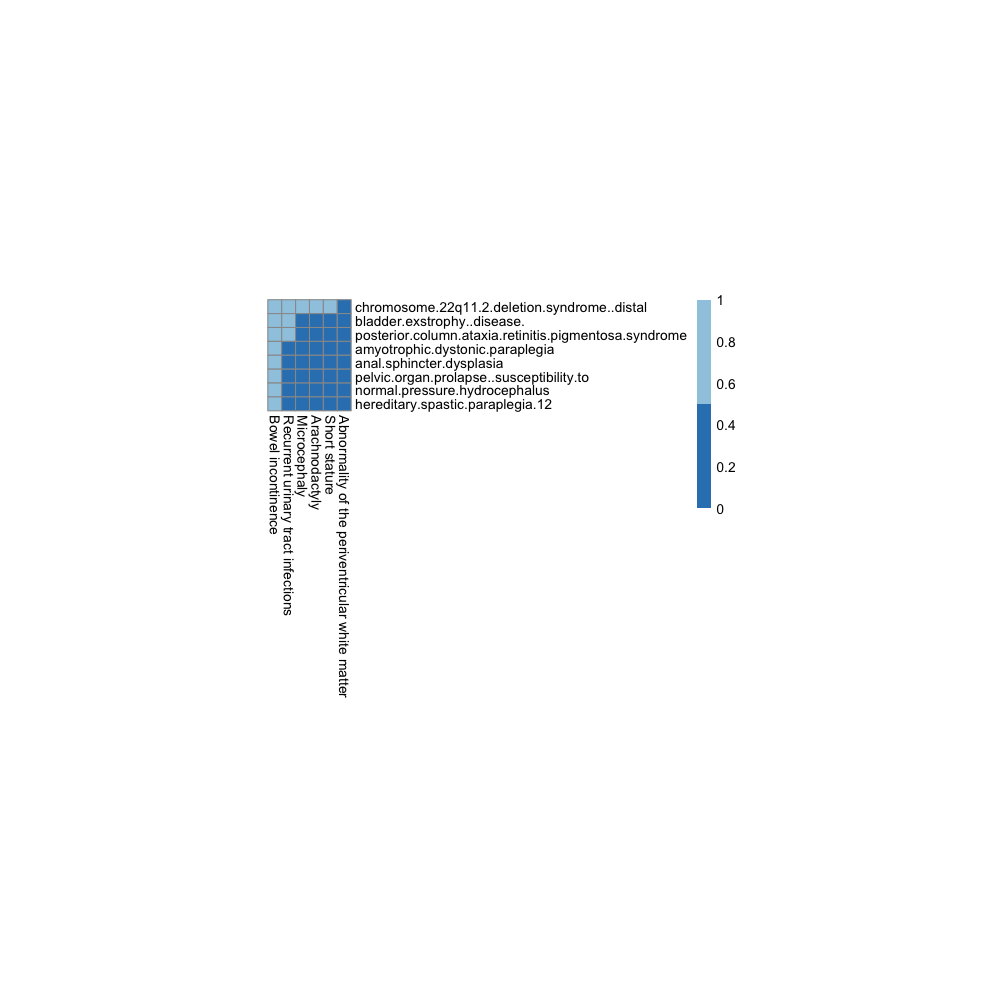 chromosome.22q11.2.deletion.syndrome..distal
bladder.exstrophy..disease.
posterior.column.ataxia.retinitis.pigmentosa.syndrome
amyotrophic.dystonic.paraplegia
anal.sphincter.dysplasia
pelvic.organ.prolapse..susceptibility.to
normal.pressure.hydrocephalus
hereditary.spastic.paraplegia.12
Bowel incontinence
Recurrent urinary tract infections
Microcephaly
Arachnodactyly
Short stature
Abnormality of the periventricular white matter
1
0.8
0.6
0.4
0.2
0